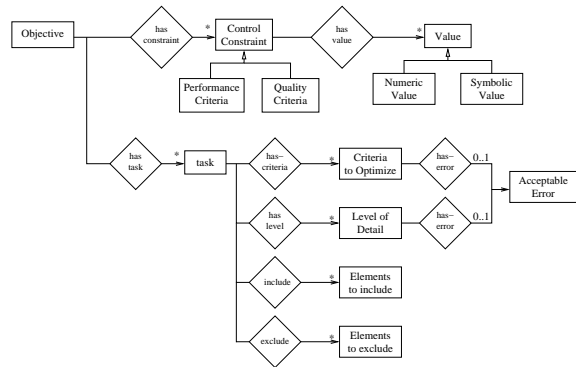 Objective
has
constraint
*
Control
Constraint
has
value
*
Value
Performance
Criteria
Quality
Criteria
Numeric
Value
Symbolic
Value
has
task
*
task
has-
criteria
*
Criteria
to Optimize
has-
error
0..1
Acceptable
Error
has
level
*
Level of
Detail
has-
error
0..1
include
*
Elements
to include
exclude
*
Elements
to exclude